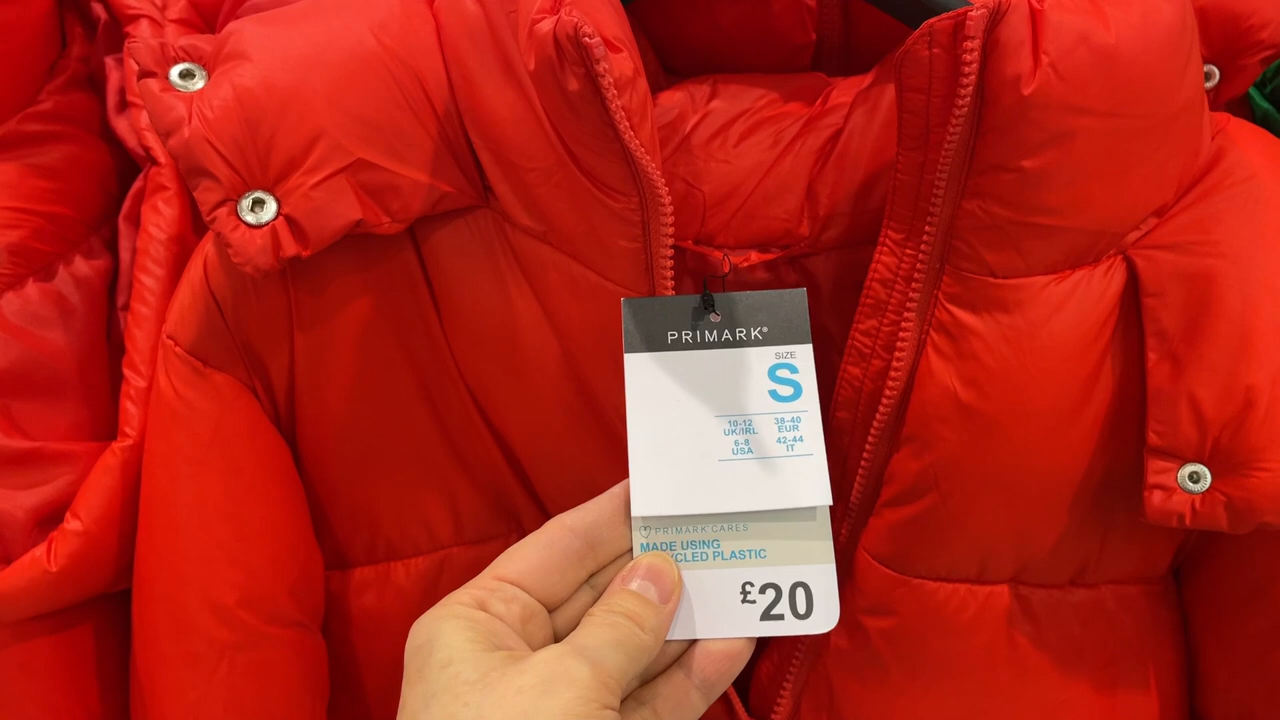 PRIMARK®
SIZE
S
10-12 38-40
UK/IRL EUR
6-8 42-44
USA IT
PRIMARK CARES
MADE USING
CLED PLASTIC
£20